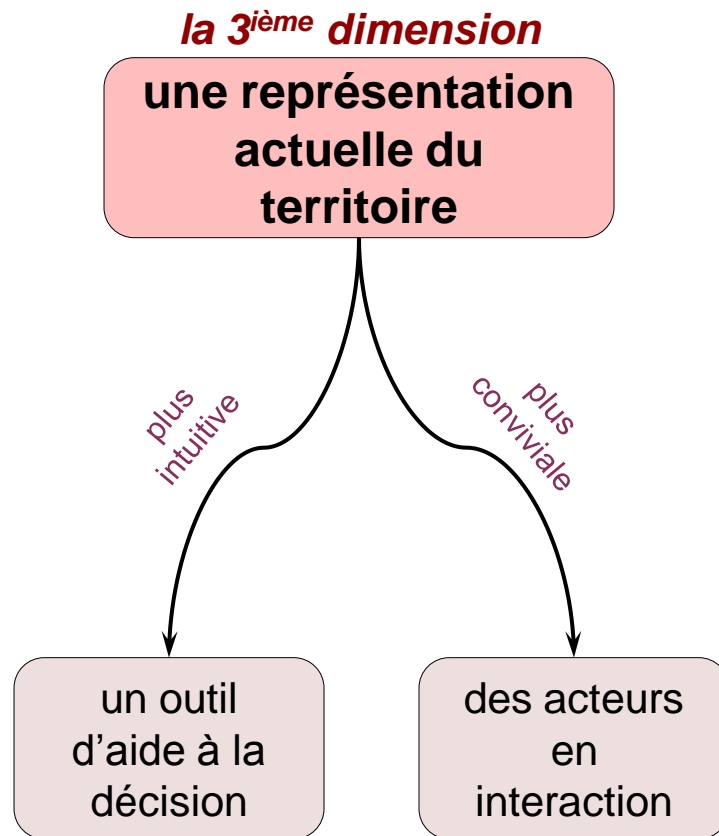 la 3ième dimension
une représentation
actuelle du
territoire
plus
intuitive
plus
conviviale
un outil
d’aide à la
décision
des acteurs
en
interaction